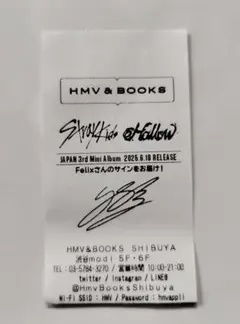 HMV & BOOKS
Stray Kids Hollow
JAPAN 3rd Mini Album 2025.6.18 RELEASE
Felixさんのサインをお届け!
HMV&BOOKS SHIBUYA
渋谷modi 5F・6F
TEL:03-5784-3270 / 営業時間 10:00-21:00
twitter / Instagram / LINE@
@HMVBooksShibuya
Wi-Fi SSID : HMV / Password : hmvappli